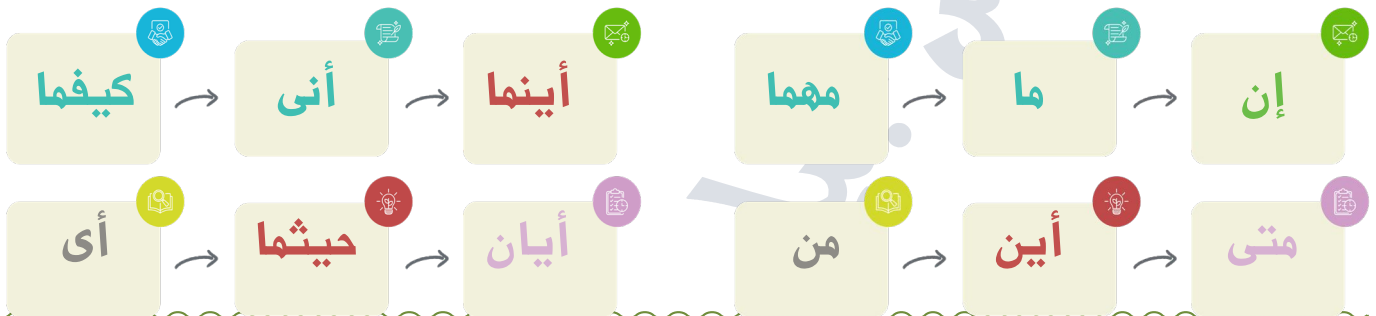 إن ما مهما أينما أنى كيفما
متى أين من أيان حيثما أى